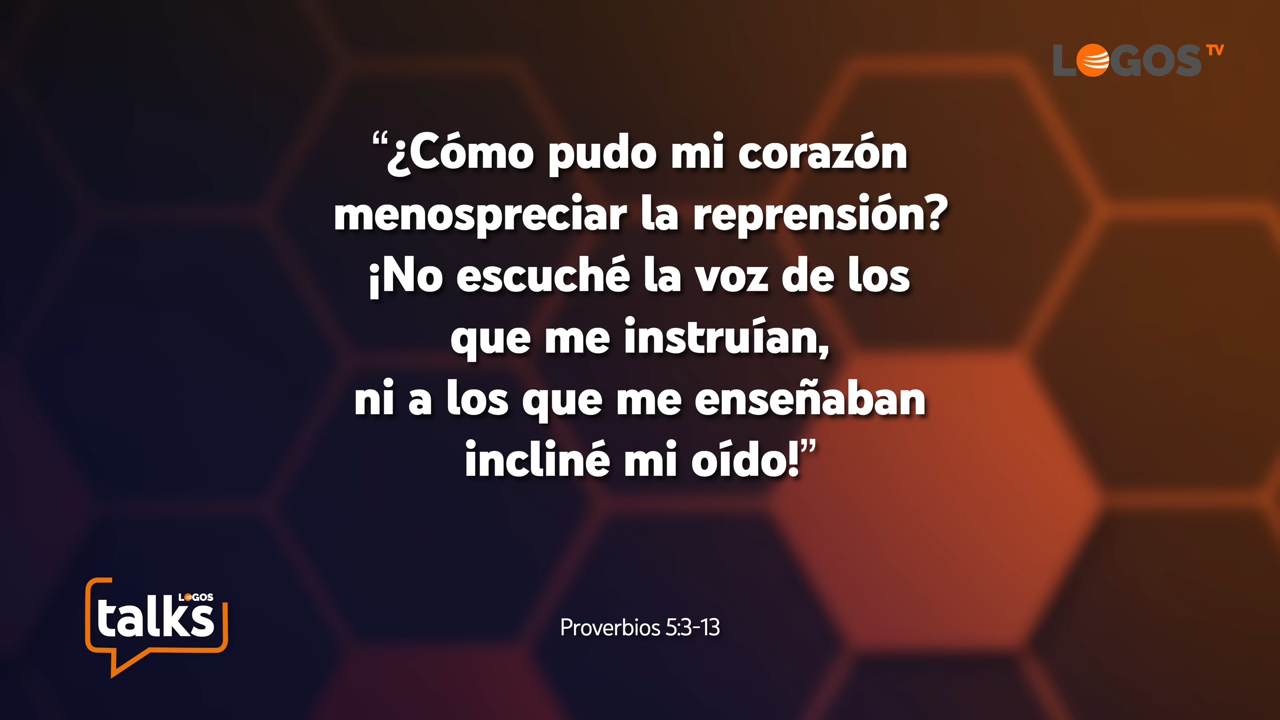 LOGOS TV
“¿Cómo pudo mi corazón
menospreciar la reprensión?
¡No escuché la voz de los
que me instruían,
ni a los que me enseñaban
incliné mi oído!”
LOGOS
talks
Proverbios 5:3-13